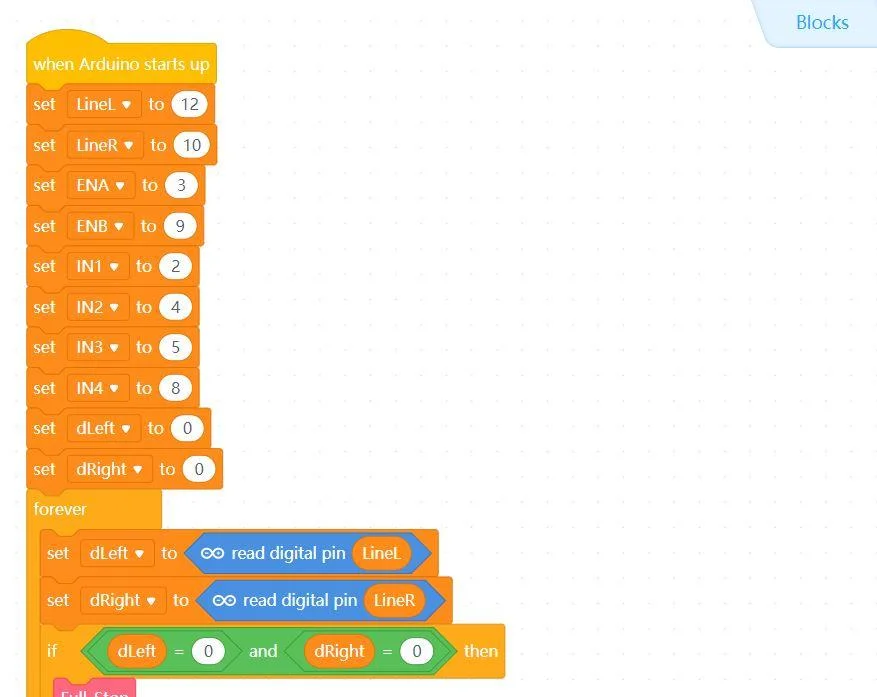 Blocks
when Arduino starts up
set LineL to 12
set LineR to 10
set ENA to 3
set ENB to 9
set IN1 to 2
set IN2 to 4
set IN3 to 5
set IN4 to 8
set dLeft to 0
set dRight to 0
forever
set dLeft to read digital pin LineL
set dRight to read digital pin LineR
if dLeft = 0 and dRight = 0 then
Full Stop